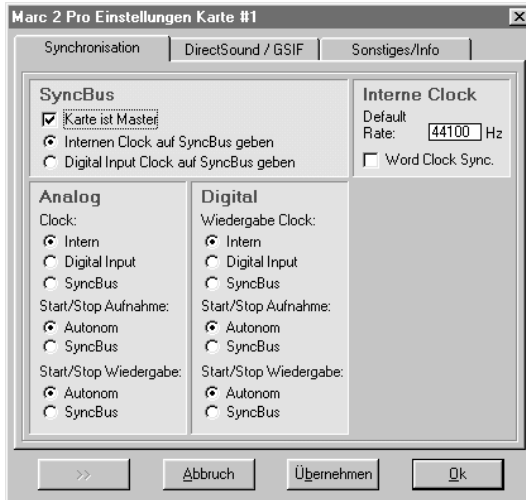 Marc 2 Pro Einstellungen Karte #1
Synchronisation
DirectSound / GSIF
Sonstiges/Info
SyncBus
Karte ist Master
Internen Clock auf SyncBus geben
Digital Input Clock auf SyncBus geben
Interne Clock
Default
Rate: 44100 Hz
Word Clock Sync.
Analog
Clock:
Intern
Digital Input
SyncBus
Start/Stop Aufnahme:
Autonom
SyncBus
Start/Stop Wiedergabe:
Autonom
SyncBus
Digital
Wiedergabe Clock:
Intern
Digital Input
SyncBus
Start/Stop Aufnahme:
Autonom
SyncBus
Start/Stop Wiedergabe:
Autonom
SyncBus
>>
Abbruch
Übernehmen
Ok